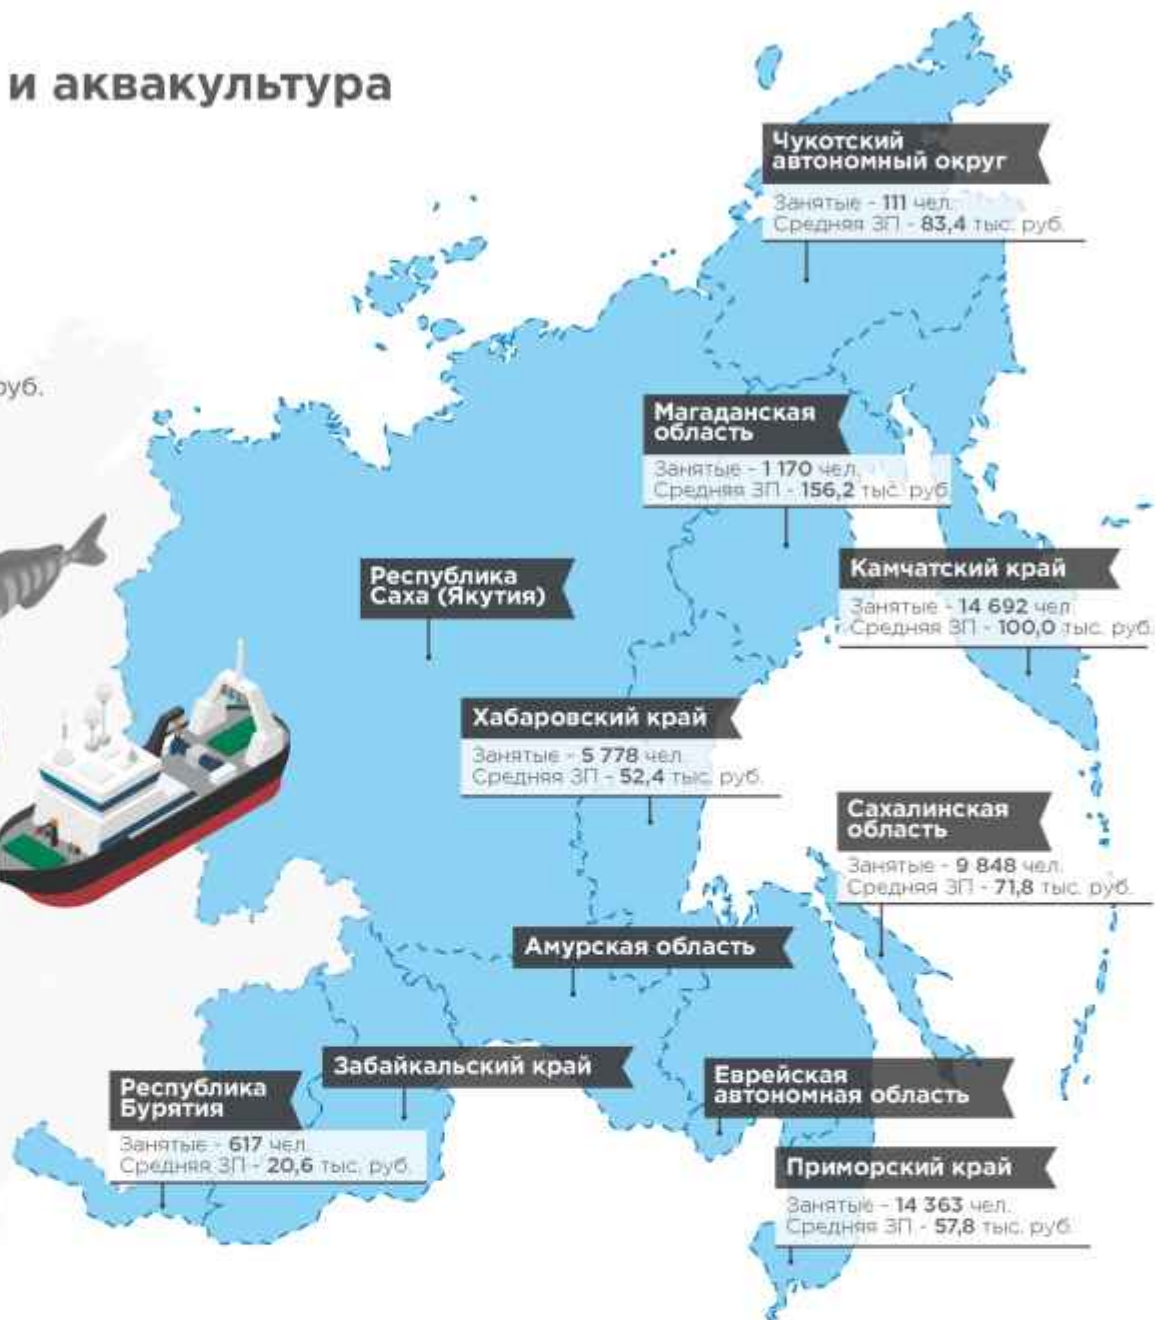 и аквакультура
Чукотский
автономный округ
Занятые - 111 чел.
Средняя ЗП - 83,4 тыс. руб.
руб.
Магаданская
область
Занятые - 1 170 чел.
Средняя ЗП - 156,2 тыс. руб
Камчатский край
Занятые - 14 692 чел.
Средняя ЗП - 100,0 тыс. руб.
Республика
Саха (Якутия)
Хабаровский край
Занятые - 5 778 чел.
Средняя ЗП - 52,4 тыс. руб.
Сахалинская
область
Занятые - 9 848 чел.
Средняя ЗП - 71,8 тыс. руб.
Амурская область
Забайкальский край
Еврейская
автономная область
Республика
Бурятия
Занятые - 617 чел.
Средняя ЗП - 20,6 тыс. руб.
Приморский край
Занятые - 14 363 чел.
Средняя ЗП - 57,8 тыс. руб.